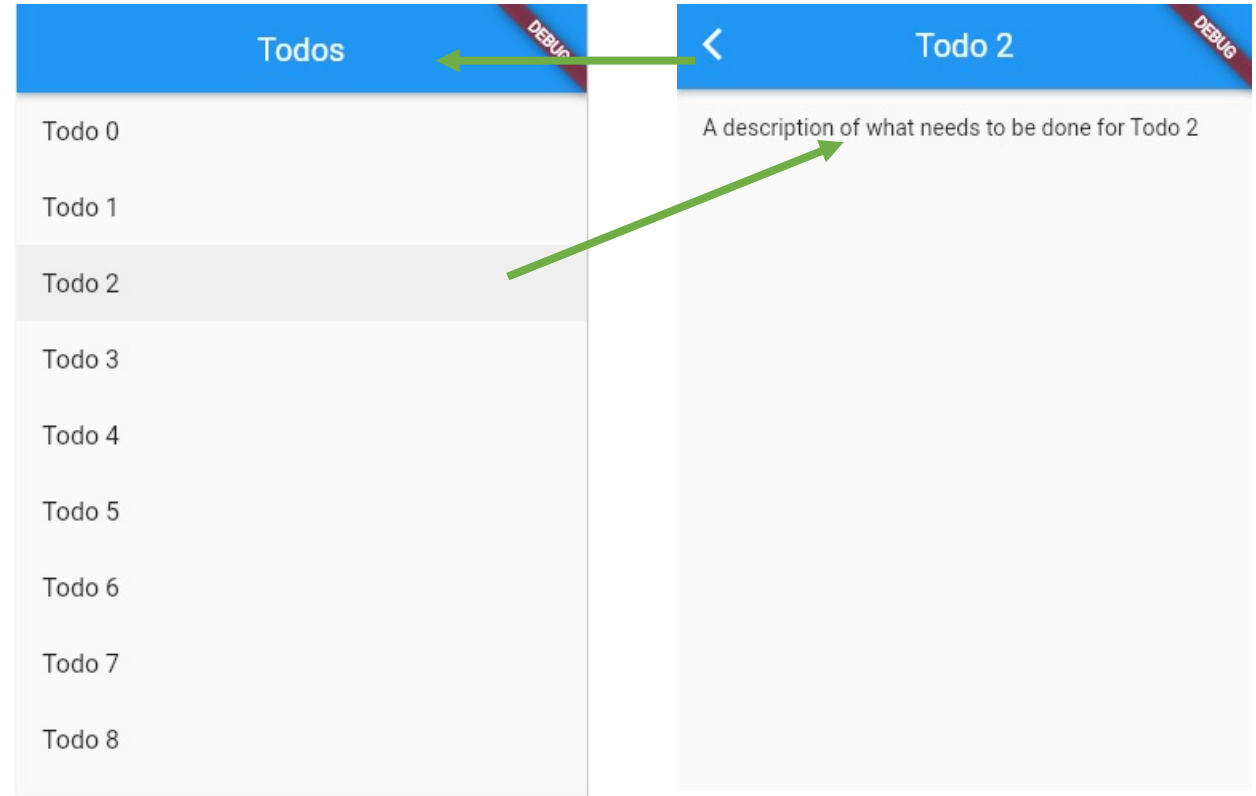 Todos
DEBUG
Todo 0
Todo 1
Todo 2
Todo 3
Todo 4
Todo 5
Todo 6
Todo 7
Todo 8
Todo 2
DEBUG
A description of what needs to be done for Todo 2